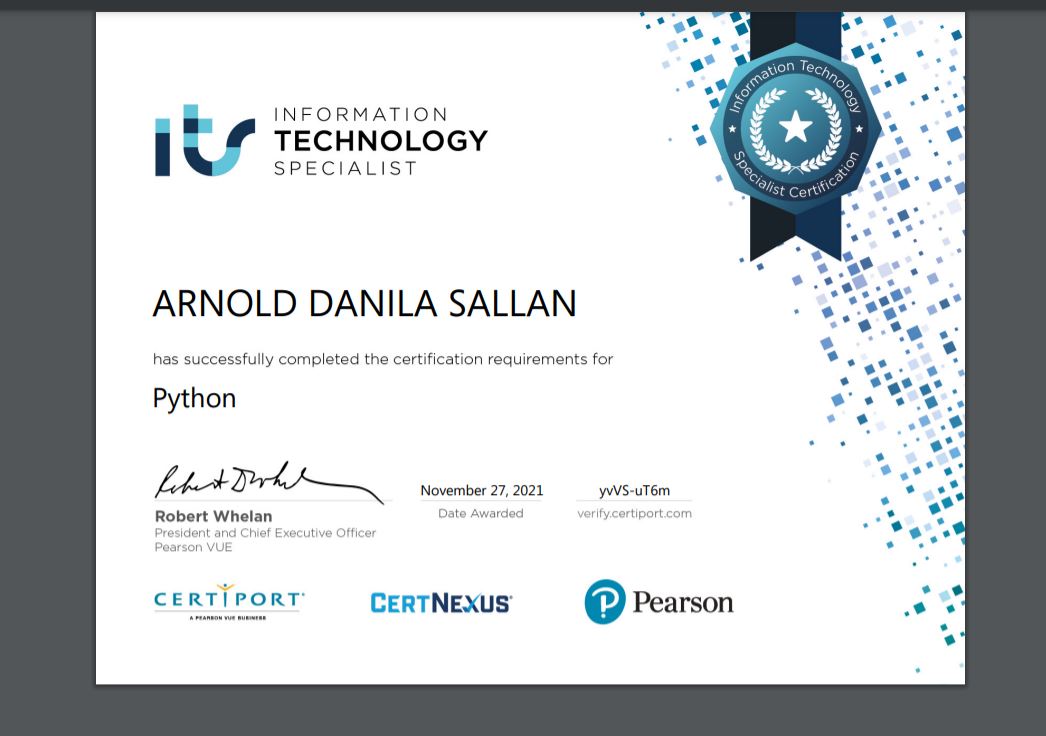 its
INFORMATION
TECHNOLOGY
SPECIALIST
Information Technology
Specialist Certification
ARNOLD DANILA SALLAN
has successfully completed the certification requirements for
Python
Robert Whelan
President and Chief Executive Officer
Pearson VUE
November 27, 2021
Date Awarded
yvVS-uT6m
verify.certiport.com
CERTIPORT
A PEARSON VUE BUSINESS
CERTNEXUS
Pearson